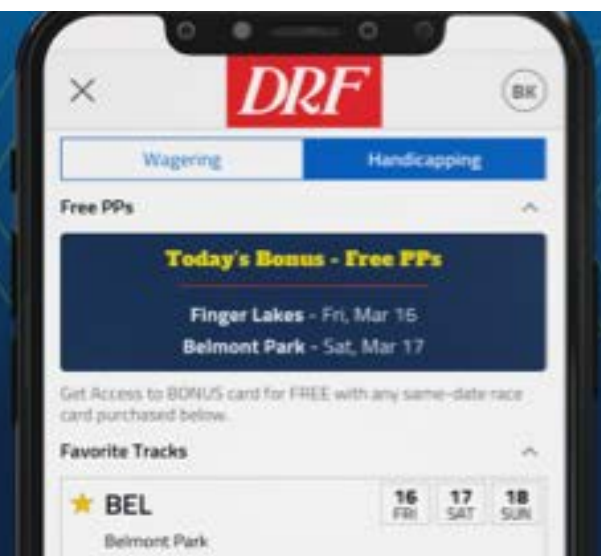 DRF
BK
Wagering
Handicapping
Free PPs
Today's Bonus - Free PPs
Finger Lakes - Fri, Mar 16
Belmont Park - Sat, Mar 17
Get Access to BONUS card for FREE with any same-date race
card purchased below.
Favorite Tracks
BEL
16 17 18
FRI SAT SUN
Belmont Park